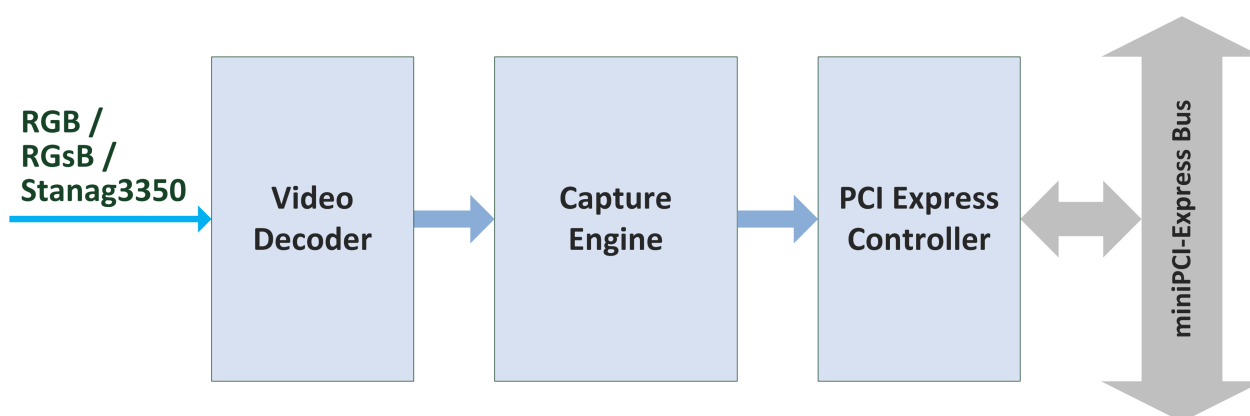 RGB /
RGsB /
Stanag3350
Video
Decoder
Capture
Engine
PCI Express
Controller
miniPCI-Express Bus